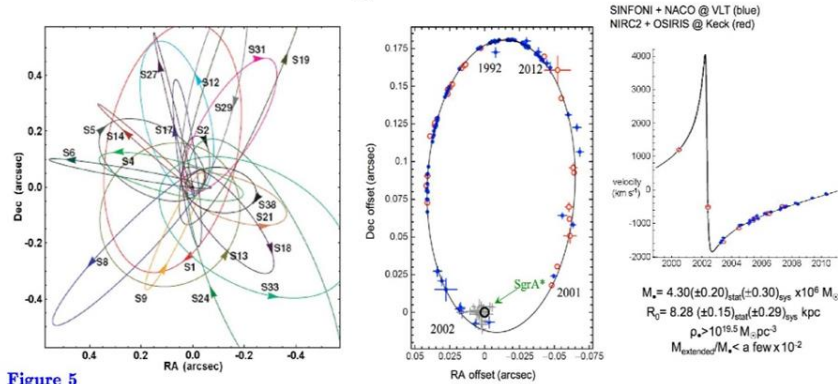 SINFONI + NACO @ VLT (blue)
NIRC2 + OSIRIS @ Keck (red)
0.4
0.2
0.0
-0.2
-0.4
Dec (arcsec)
0.4
0.2
0.0
-0.2
-0.4
RA (arcsec)
S31
S19
S27
S12
S29
S5
S14
S17
S2
S6
S4
S38
S21
S18
S8
S1
S13
S9
S24
S33
0.175
0.15
0.125
0.1
0.075
0.05
0.025
0
Dec offset (arcsec)
1992
2012
2001
2002
SgrA*
0.05
0.025
0
-0.025
-0.05
-0.075
RA offset (arcsec)
4000
3000
2000
1000
0
-1000
velocity
(km s⁻¹)
2000
2002
2004
2006
2008
2010
M•= 4.30(±0.20)stat(±0.30)sys x10⁶ M☉
R₀= 8.28 (±0.15)stat(±0.29)sys kpc
ρ•>10¹⁹·⁵ M☉pc⁻³
Mextended/M•< a few x 10⁻²
Figure 5